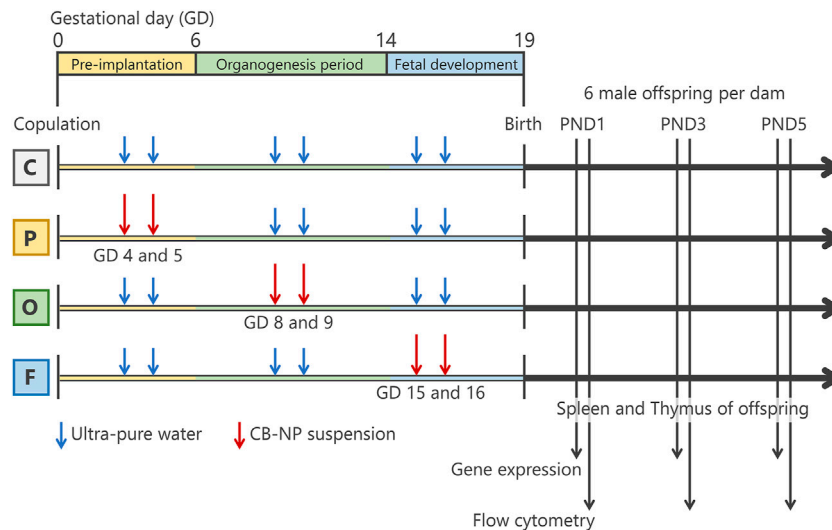 Gestational day (GD)
0 6 14 19
Pre-implantation Organogenesis period Fetal development
6 male offspring per dam
Copulation Birth PND1 PND3 PND5
C
P
GD 4 and 5
O
GD 8 and 9
F
GD 15 and 16
Spleen and Thymus of offspring
Ultra-pure water CB-NP suspension
Gene expression
Flow cytometry